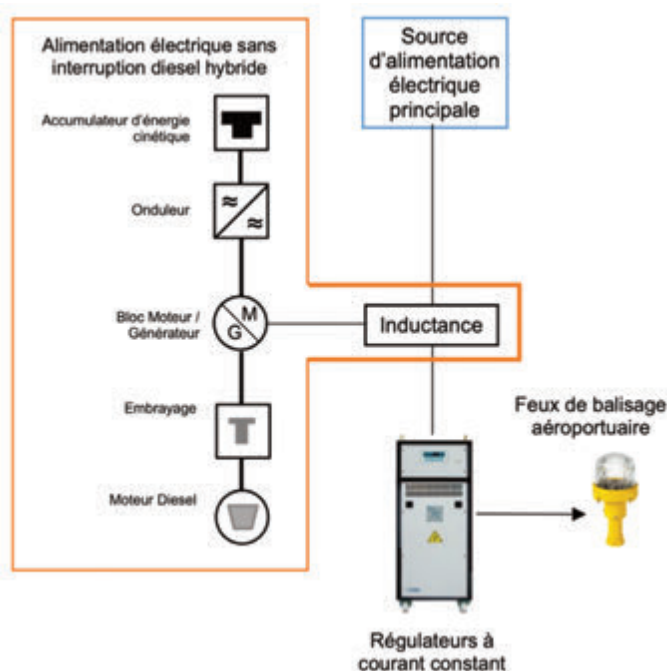 Alimentation électrique sans
interruption diesel hybride
Accumulateur d'énergie
cinétique
Onduleur
Bloc Moteur /
Générateur
M
G
Embrayage
Moteur Diesel
Source
d'alimentation
électrique
principale
Inductance
Feux de balisage
aéroportuaire
Régulateurs à
courant constant